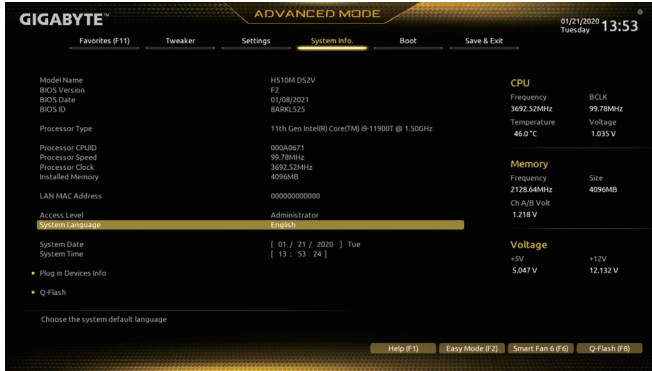 GIGABYTE™
ADVANCED MODE
01/21/2020 13:53
Tuesday
Favorites (F11) Tweaker Settings System Info. Boot Save & Exit
Model Name H510M DS2V
BIOS Version F2
BIOS Date 01/08/2021
BIOS ID 8ARKL525
Processor Type 11th Gen Intel(R) Core(TM) i9-11900T @ 1.50GHz
Processor CPUID 000A0671
Processor Speed 99.78MHz
Processor Clock 3692.52MHz
Installed Memory 4096MB
LAN MAC Address 000000000000
Access Level Administrator
System Language English
System Date [ 01 / 21 / 2020 ] Tue
System Time [ 13 : 53 : 24 ]
Plug in Devices Info
Q-Flash
Choose the system default language
CPU
Frequency BCLK
3692.52MHz 99.78MHz
Temperature Voltage
46.0 °C 1.035 V
Memory
Frequency Size
2128.64MHz 4096MB
Ch A/B Volt
1.218 V
Voltage
+5V +12V
5.047 V 12.132 V
Help (F1) Easy Mode (F2) Smart Fan 6 (F6) Q-Flash (F8)